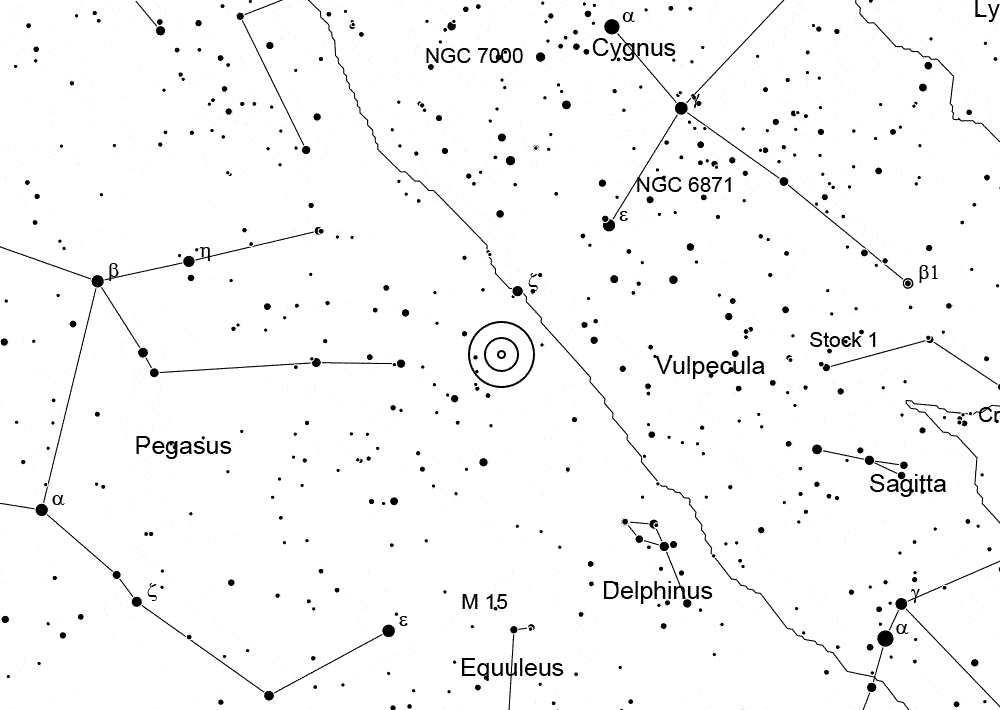 Ly
α
Cygnus
NGC 7000
γ
NGC 6871
ε
β
η
β1
ζ
Stock 1
Vulpecula
Cr
Pegasus
Sagitta
α
Delphinus
ζ
M 15
γ
ε
α
Equuleus